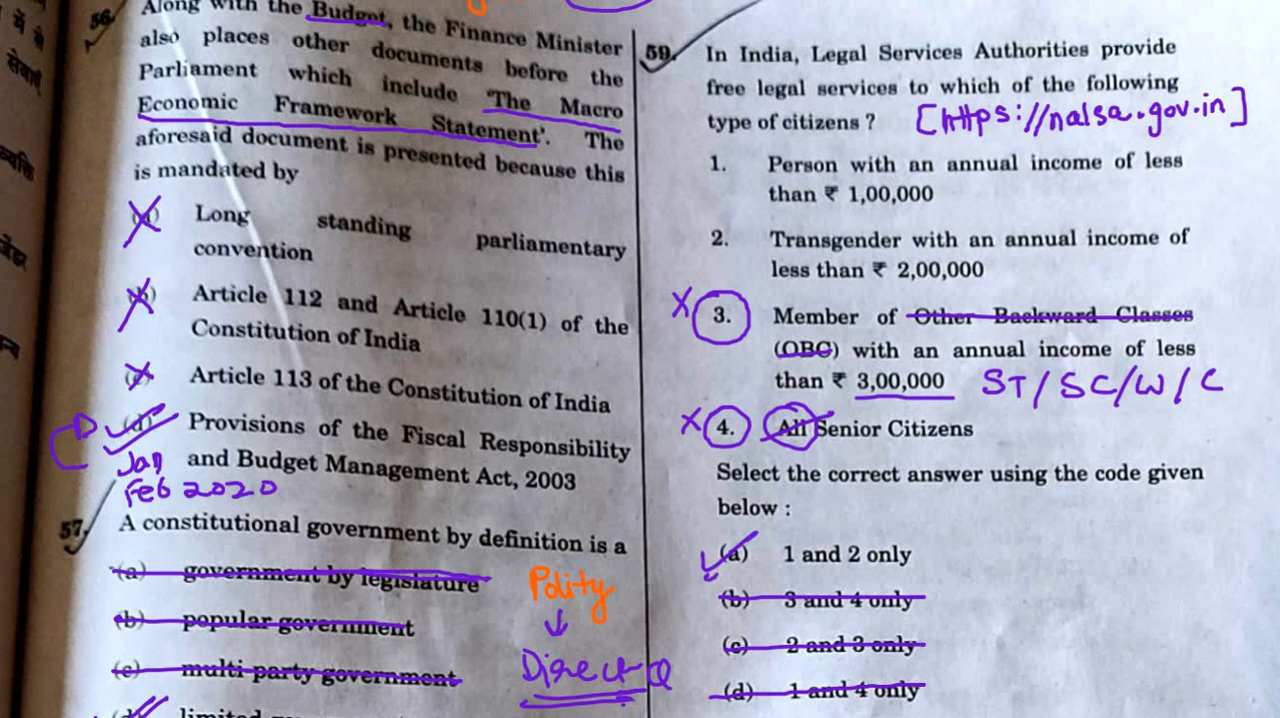 में से
सेवाएँ
56.
Along with the Budget, the Finance Minister
also places other documents before the
Parliament which include 'The Macro
Economic Framework Statement'. The
aforesaid document is presented because this
is mandated by
(a) Long standing parliamentary
convention
(b) Article 112 and Article 110(1) of the
Constitution of India
(c) Article 113 of the Constitution of India
(d) Provisions of the Fiscal Responsibility
and Budget Management Act, 2003
Jan
Feb 2020
57.
A constitutional government by definition is a
(a) government by legislature
(b) popular government
(c) multi-party government
Polity
Direct Q
59.
In India, Legal Services Authorities provide
free legal services to which of the following
type of citizens ?
[https://nalsa.gov.in]
1. Person with an annual income of less
than ₹ 1,00,000
2. Transgender with an annual income of
less than ₹ 2,00,000
X 3. Member of Other Backward Classes
(OBC) with an annual income of less
than ₹ 3,00,000 ST/SC/W/C
X 4. All Senior Citizens
Select the correct answer using the code given
below :
(a) 1 and 2 only
(b) 3 and 4 only
(c) 2 and 3 only
(d) 1 and 4 only